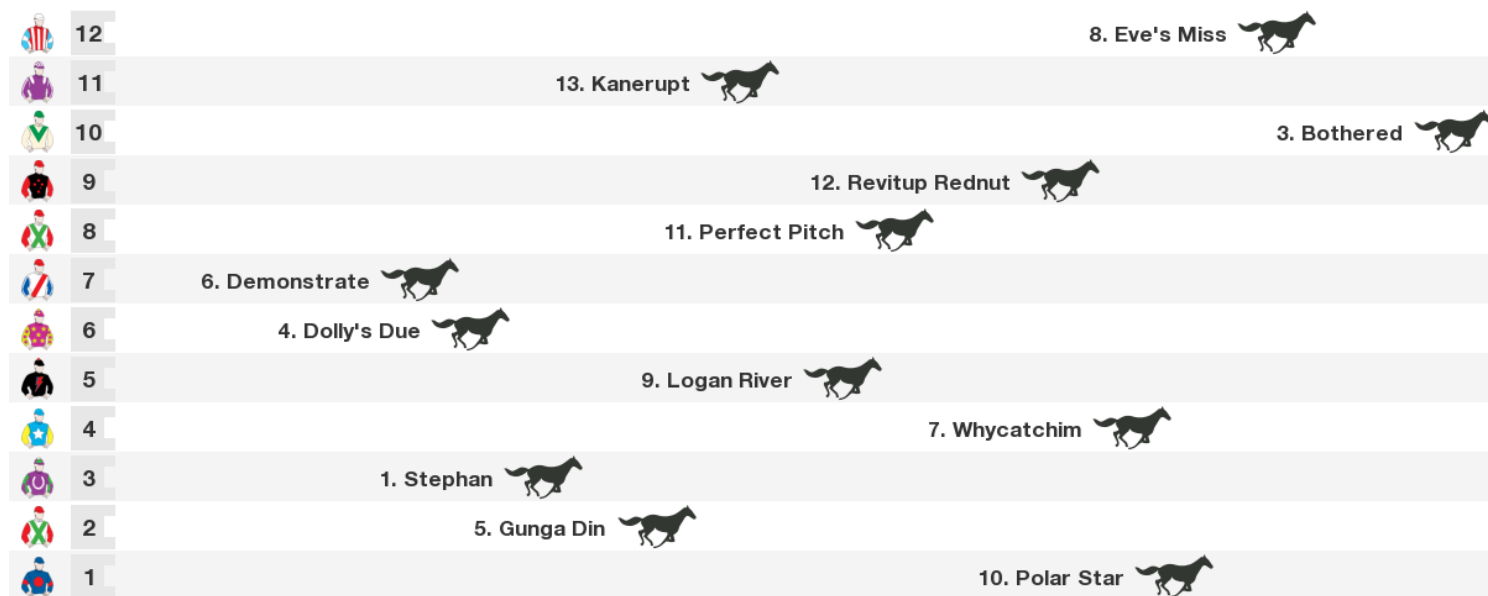 12 8. Eve's Miss
11 13. Kanerupt
10 3. Bothered
9 12. Revitup Rednut
8 11. Perfect Pitch
7 6. Demonstrate
6 4. Dolly's Due
5 9. Logan River
4 7. Whycatchim
3 1. Stephan
2 5. Gunga Din
1 10. Polar Star